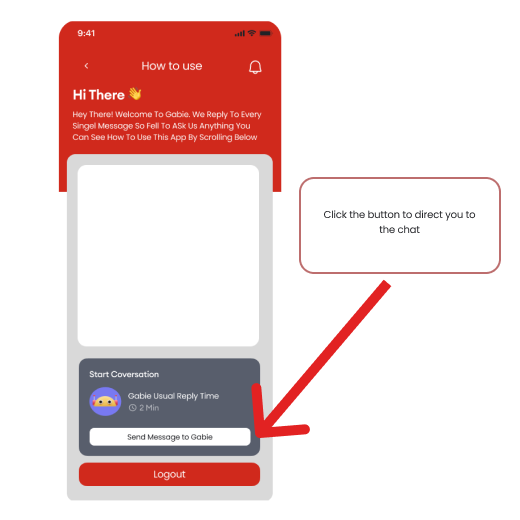 9:41
How to use
Hi There 👋
Hey There! Welcome To Gabie. We Reply To Every
Singel Message So Fell To ASk Us Anything You
Can See How To Use This App By Scrolling Below
Click the button to direct you to
the chat
Start Coversation
Gabie Usual Reply Time
2 Min
Send Message to Gabie
Logout